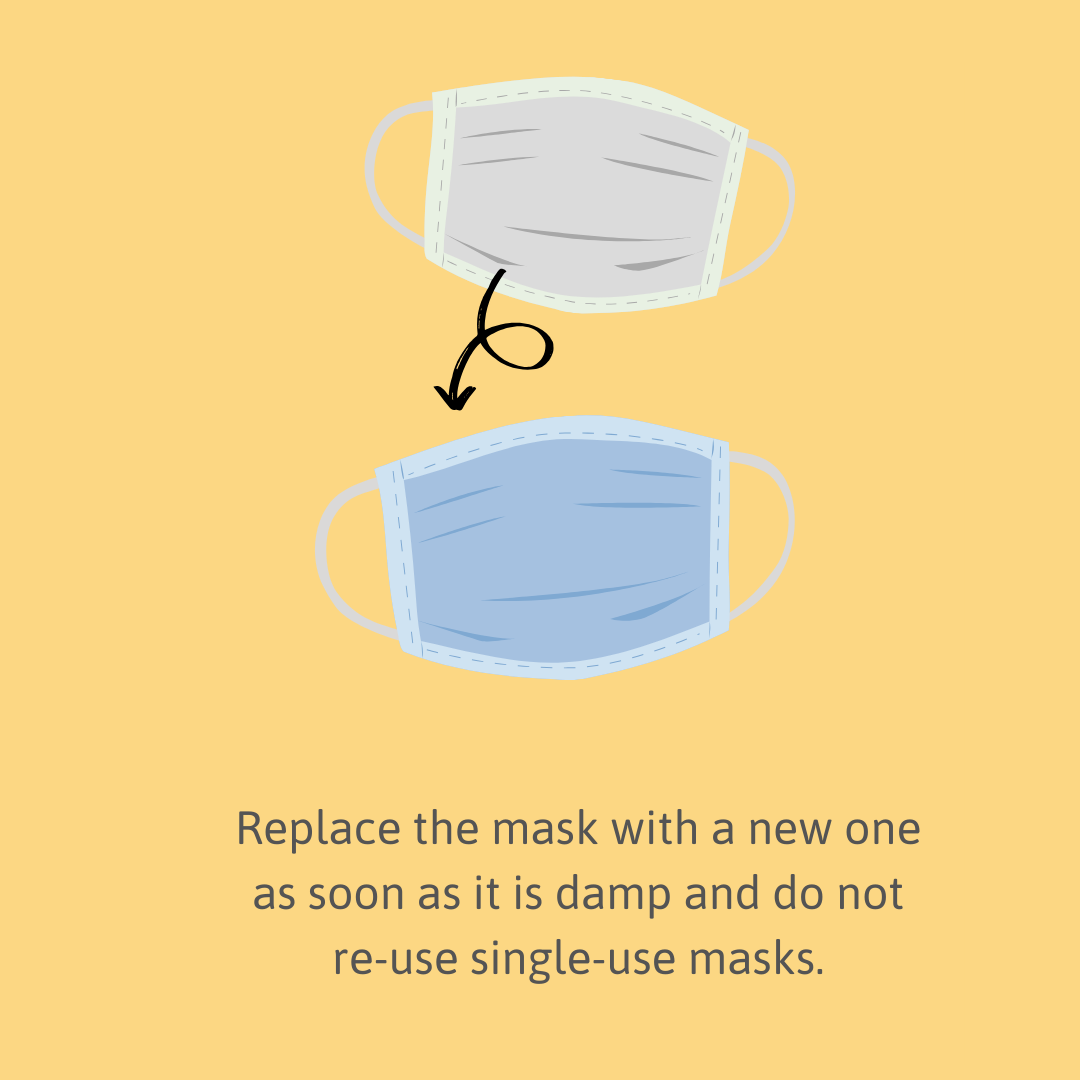 Replace the mask with a new one
as soon as it is damp and do not
re-use single-use masks.